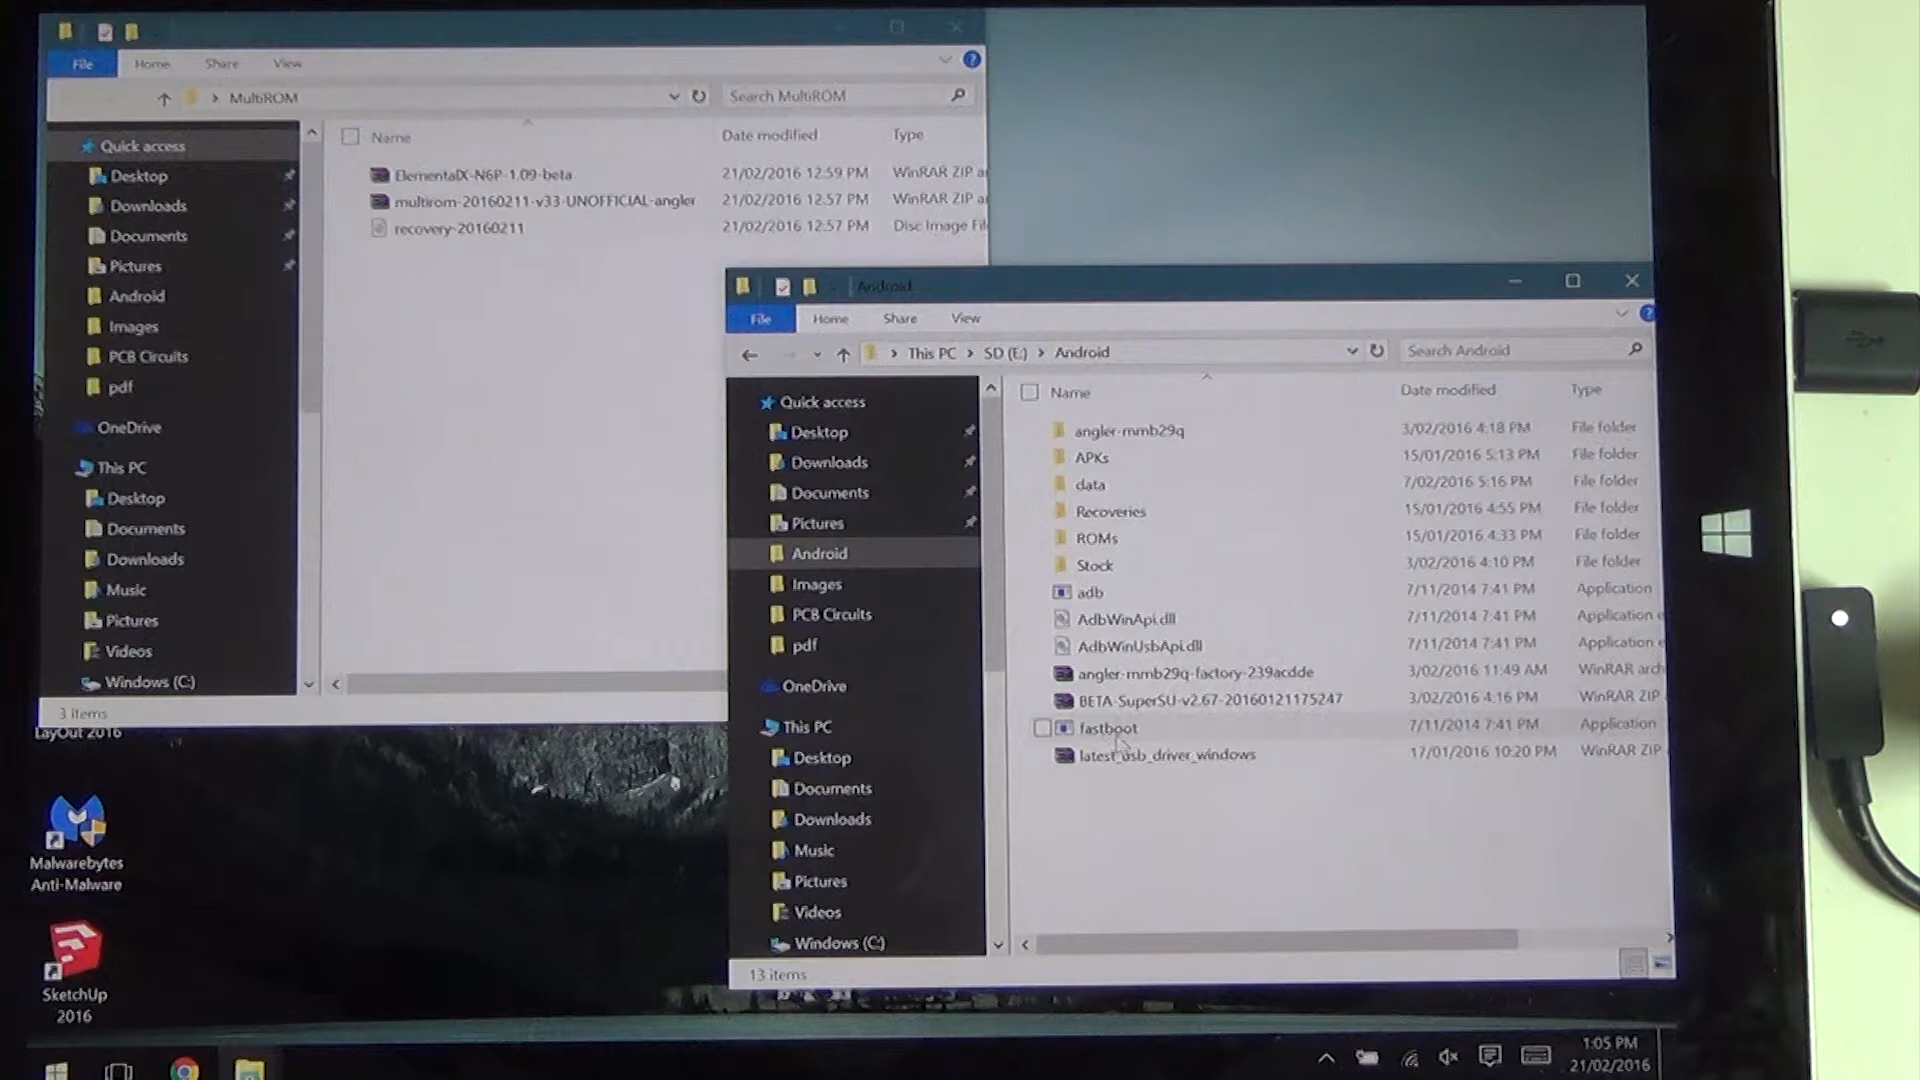 File Home Share View
MultiROM
Search MultiROM
Name Date modified Type
Quick access
Desktop
Downloads
Documents
Pictures
Android
Images
PCB Circuits
pdf
OneDrive
This PC
Desktop
Documents
Downloads
Music
Pictures
Videos
Windows (C:)
ElementalX-N6P-1.09-beta 21/02/2016 12:59 PM WinRAR ZIP a
multirom-20160211-v33-UNOFFICIAL-angler 21/02/2016 12:57 PM WinRAR ZIP a
recovery-20160211 21/02/2016 12:57 PM Disc Image Fil
3 items
Android
File Home Share View
This PC > SD (E:) > Android
Search Android
Name Date modified Type
Quick access
Desktop
Downloads
Documents
Pictures
Android
Images
PCB Circuits
pdf
OneDrive
This PC
Desktop
Documents
Downloads
Music
Pictures
Videos
Windows (C:)
angler-mmb29q 3/02/2016 4:18 PM File folder
APKs 15/01/2016 5:13 PM File folder
data 7/02/2016 5:16 PM File folder
Recoveries 15/01/2016 4:55 PM File folder
ROMs 15/01/2016 4:33 PM File folder
Stock 3/02/2016 4:10 PM File folder
adb 7/11/2014 7:41 PM Application
AdbWinApi.dll 7/11/2014 7:41 PM Application e
AdbWinUsbApi.dll 7/11/2014 7:41 PM Application e
angler-mmb29q-factory-239acdde 3/02/2016 11:49 AM WinRAR arch
BETA-SuperSU-v2.67-20160121175247 3/02/2016 4:16 PM WinRAR ZIP
fastboot 7/11/2014 7:41 PM Application
latest_usb_driver_windows 17/01/2016 10:20 PM WinRAR ZIP
13 items
LayOut 2016
Malwarebytes
Anti-Malware
SketchUp
2016
1:05 PM
21/02/2016